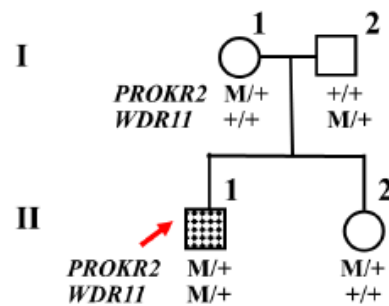 1 2
I
PROKR2 M/+ +/+
WDR11 +/+ M/+
1 2
II
PROKR2 M/+ M/+
WDR11 M/+ +/+